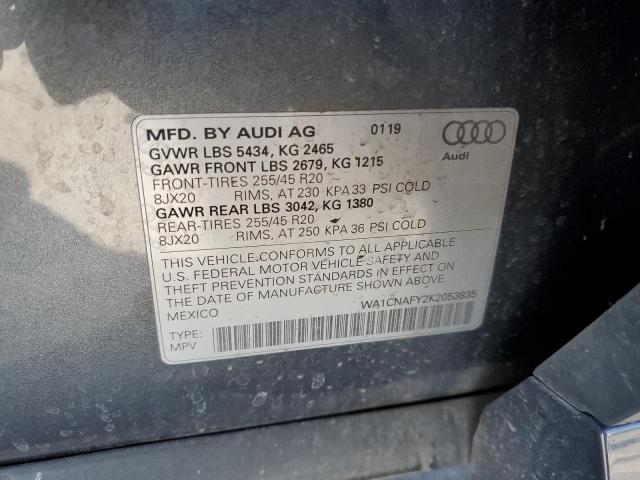 MFD. BY AUDI AG 0119
GVWR LBS 5434, KG 2465
GAWR FRONT LBS 2679, KG 1215
FRONT-TIRES 255/45 R20
8JX20 RIMS, AT 230 KPA 33 PSI COLD
GAWR REAR LBS 3042, KG 1380
REAR-TIRES 255/45 R20
8JX20 RIMS, AT 250 KPA 36 PSI COLD
Audi
THIS VEHICLE CONFORMS TO ALL APPLICABLE
U.S. FEDERAL MOTOR VEHICLE SAFETY AND
THEFT PREVENTION STANDARDS IN EFFECT ON
THE DATE OF MANUFACTURE SHOWN ABOVE.
MEXICO
WA1CNAFY2K2053835
TYPE:
MPV